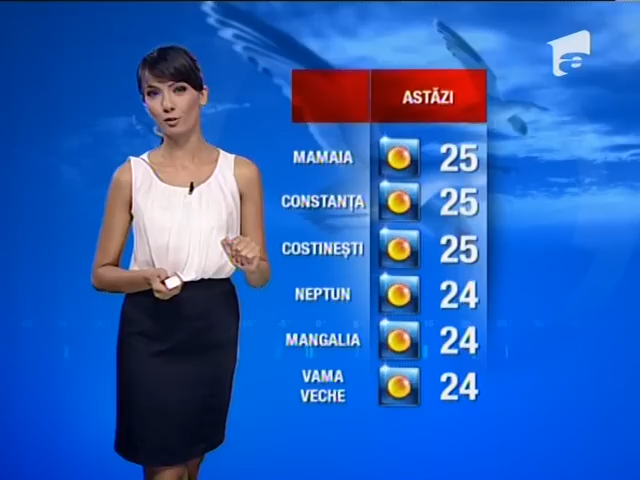 ASTĂZI
MAMAIA 25
CONSTANȚA 25
COSTINEȘTI 25
NEPTUN 24
MANGALIA 24
VAMA
VECHE 24